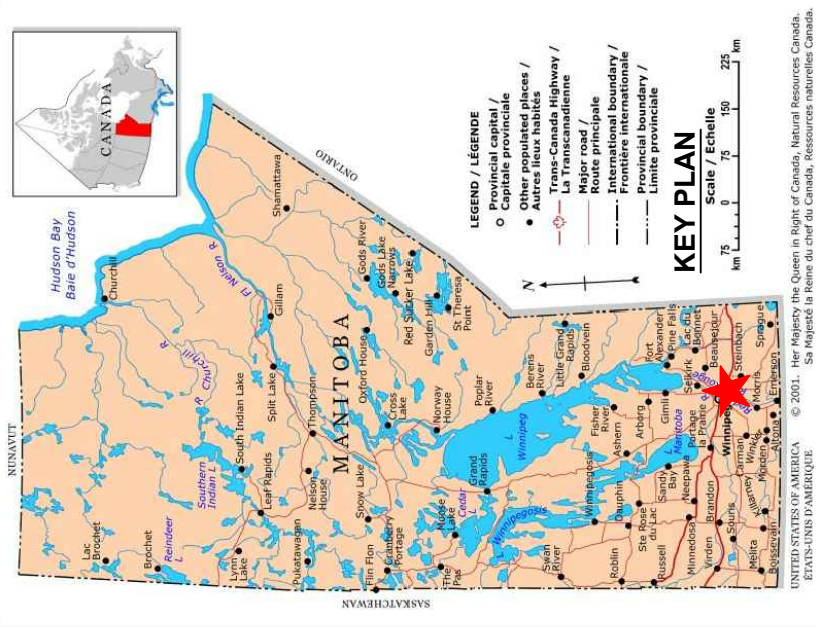 CANADA
Hudson Bay
Baie d'Hudson
NUNAVUT
ONTARIO
SASKATCHEWAN
MANITOBA
UNITED STATES OF AMERICA
ÉTATS-UNIS D'AMÉRIQUE
Churchill
Shamattawa
Fl Nelson R
Gillam
R Churchill R
Split Lake
South Indian Lake
Southern
Indian L
Lac
Brochet
Brochet
Reindeer
L
Lynn
Lake
Leaf Rapids
Thompson
Nelson
House
Pukatawagan
Snow Lake
Flin Flon
Cranberry
Portage
The
Pas
Moose
Lake
Cedar
L
Gods River
Gods Lake
Narrows
Red Sucker Lake
Garden Hill
St Theresa
Point
Oxford House
Cross
Lake
Norway
House
Poplar
River
Berens
River
Little Grand
Rapids
Bloodvein
L
Winnipeg
Grand
Rapids
L Winnipegosis
Winnipegosis
Swan
River
Dauphin
Roblin
Ste Rose
du Lac
Russell
Fisher
River
Ashern
Arborg
Gimli
L
Manitoba
Sandy
Bay
Neepawa
Minnedosa
Portage
la Prairie
Brandon
Virden
Souris
Melita
Boissevain
Killarney
Carman
Winkler
Morden
Altona
Emerson
Morris
Fort
Alexander
Pine Falls
Lac du
Bonnet
Selkirk
Beausejour
Steinbach
Sprague
Winnipeg
LEGEND / LÉGENDE
Provincial capital /
Capitale provinciale
Other populated places /
Autres lieux habités
Trans-Canada Highway /
La Transcanadienne
Major road /
Route principale
International boundary /
Frontière internationale
Provincial boundary /
Limite provinciale
N
KEY PLAN
Scale / Echelle
75 0 75 150 225
km km
© 2001. Her Majesty the Queen in Right of Canada, Natural Resources Canada.
Sa Majesté la Reine du chef du Canada, Ressources naturelles Canada.